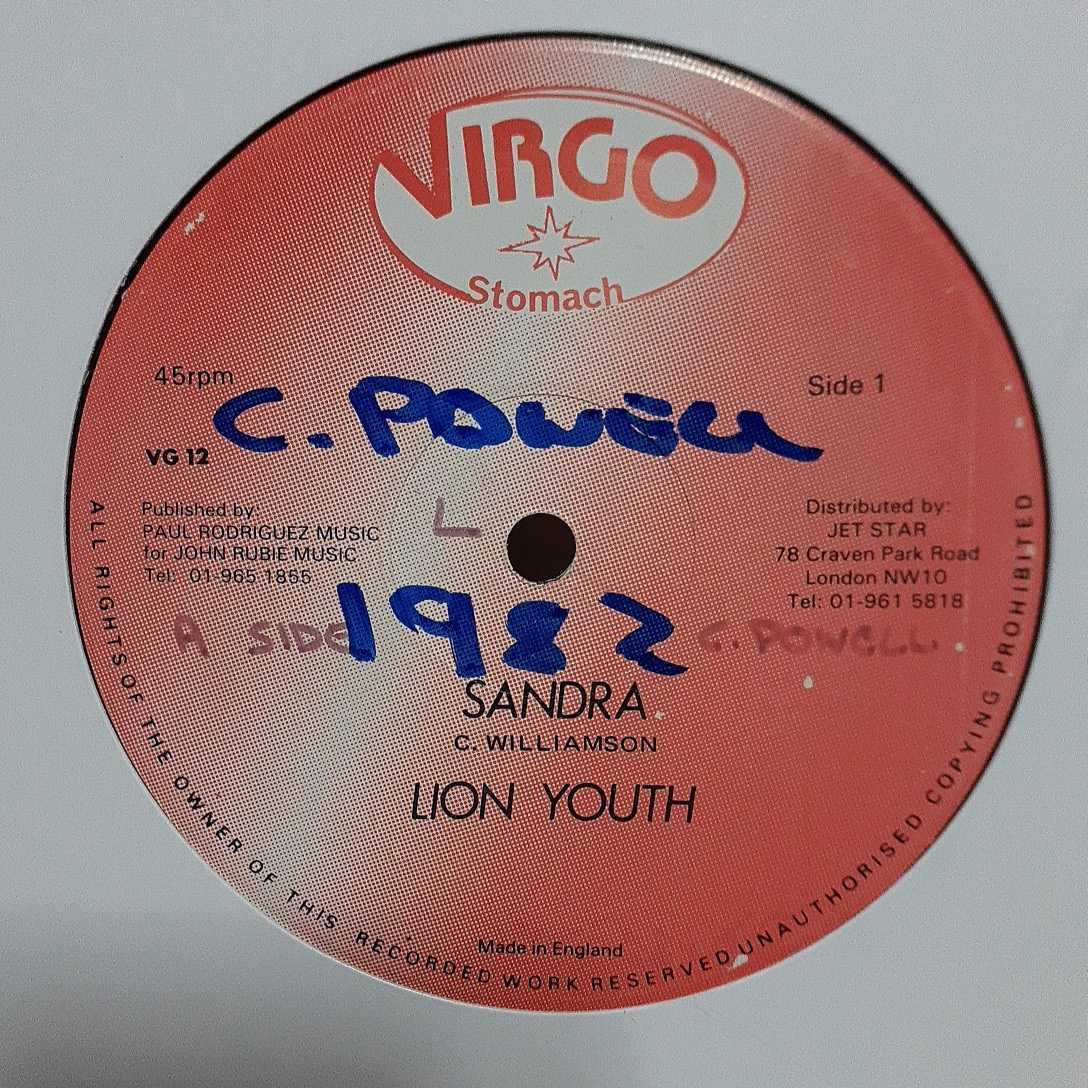 VIRGO
Stomach
45rpm
Side 1
C. POWELL
VG 12
Published by:
PAUL RODRIGUEZ MUSIC
for JOHN RUBIE MUSIC
Tel: 01-965 1855
L
Distributed by:
JET STAR
78 Craven Park Road
London NW10
Tel: 01-961 5818
A SIDE
1982
C. POWELL.
SANDRA
C. WILLIAMSON
LION YOUTH
Made in England
ALL RIGHTS OF THE OWNER OF THIS RECORDED WORK RESERVED UNAUTHORISED COPYING PROHIBITED